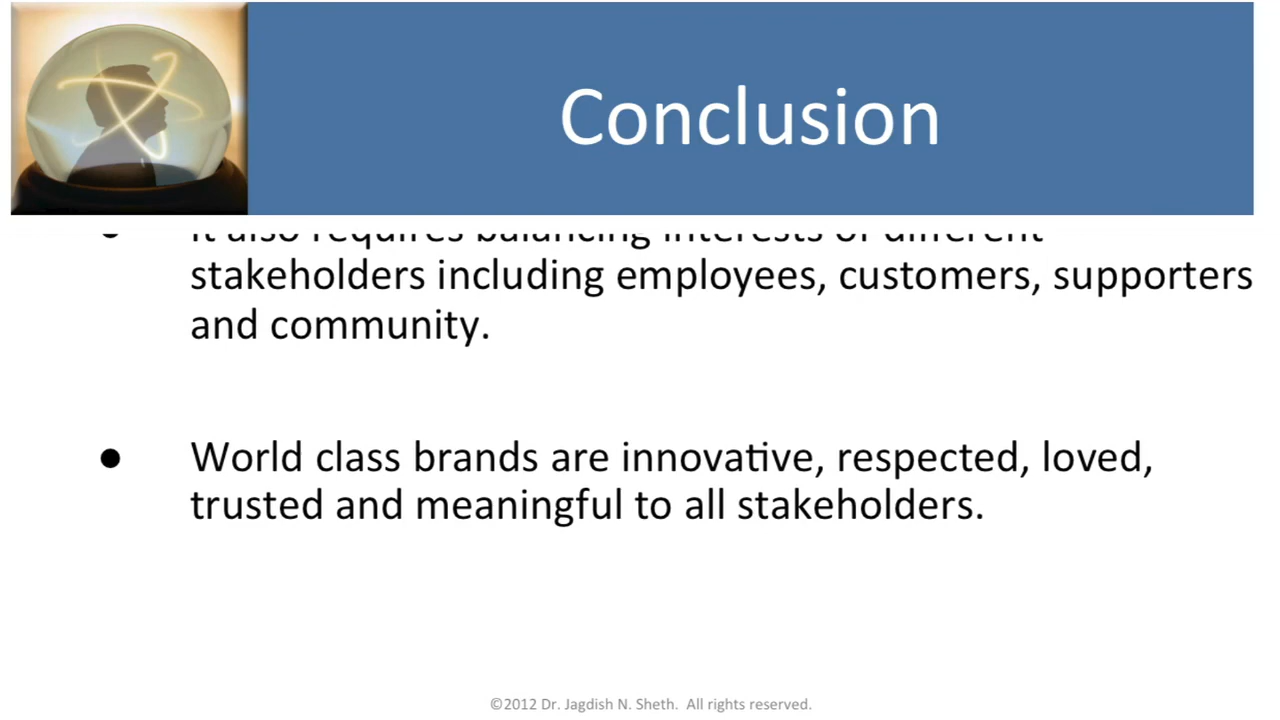 Conclusion
● It also requires balancing interests of different
stakeholders including employees, customers, supporters
and community.
● World class brands are innovative, respected, loved,
trusted and meaningful to all stakeholders.
©2012 Dr. Jagdish N. Sheth. All rights reserved.